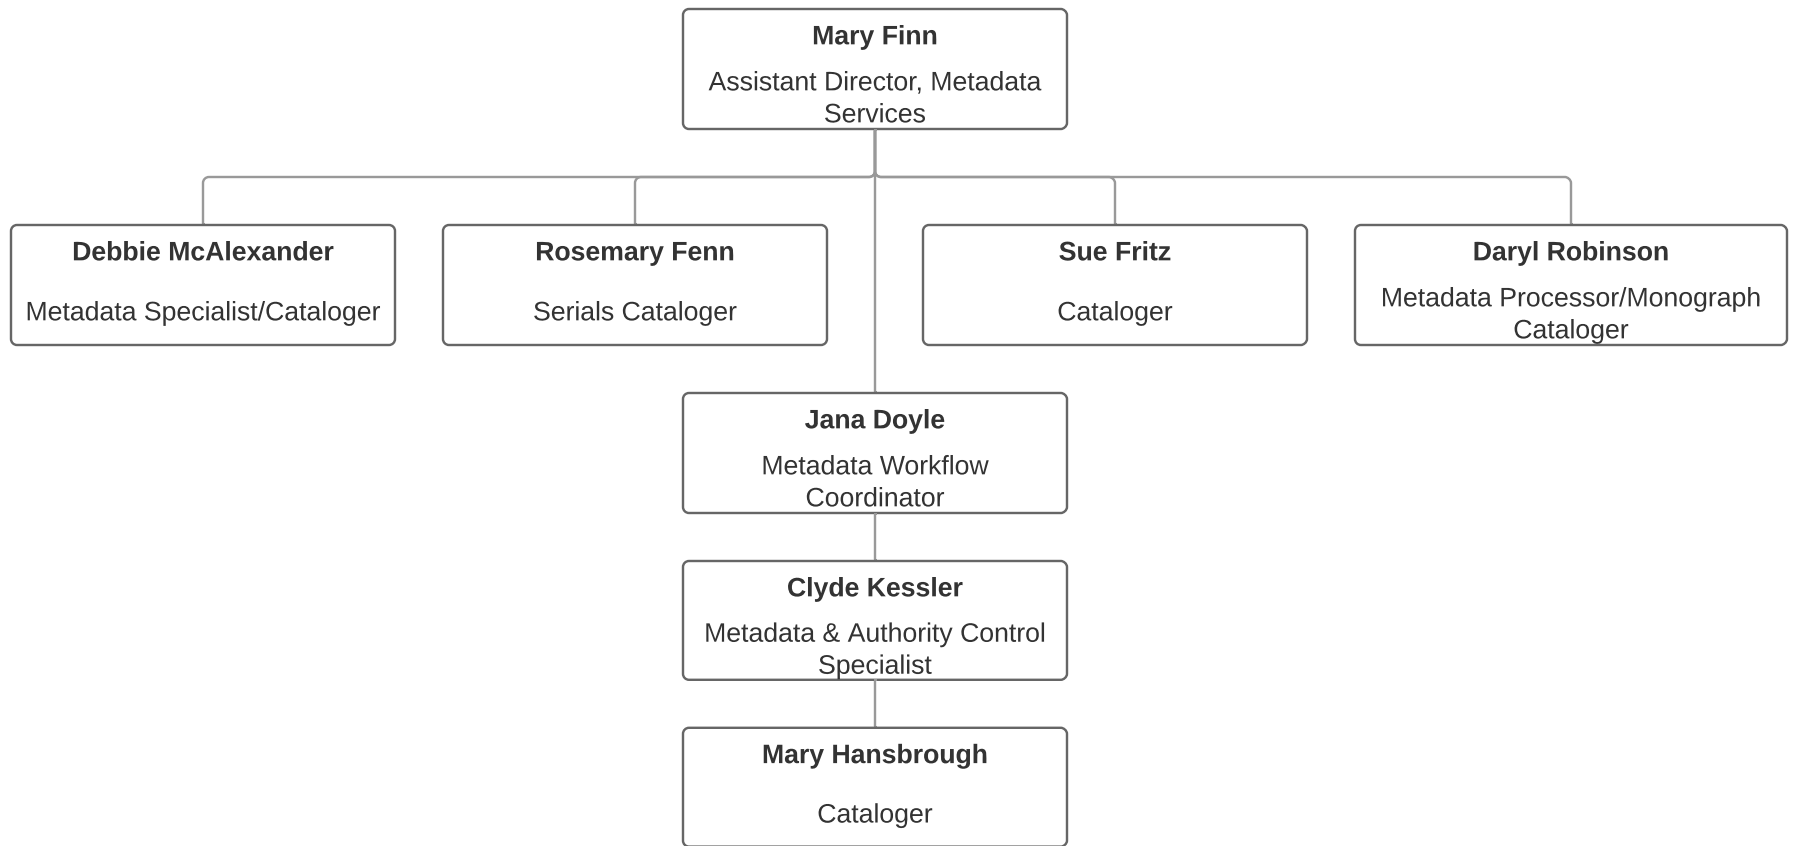 Mary Finn
Assistant Director, Metadata
Services
Debbie McAlexander
Metadata Specialist/Cataloger
Rosemary Fenn
Serials Cataloger
Sue Fritz
Cataloger
Daryl Robinson
Metadata Processor/Monograph
Cataloger
Jana Doyle
Metadata Workflow
Coordinator
Clyde Kessler
Metadata & Authority Control
Specialist
Mary Hansbrough
Cataloger